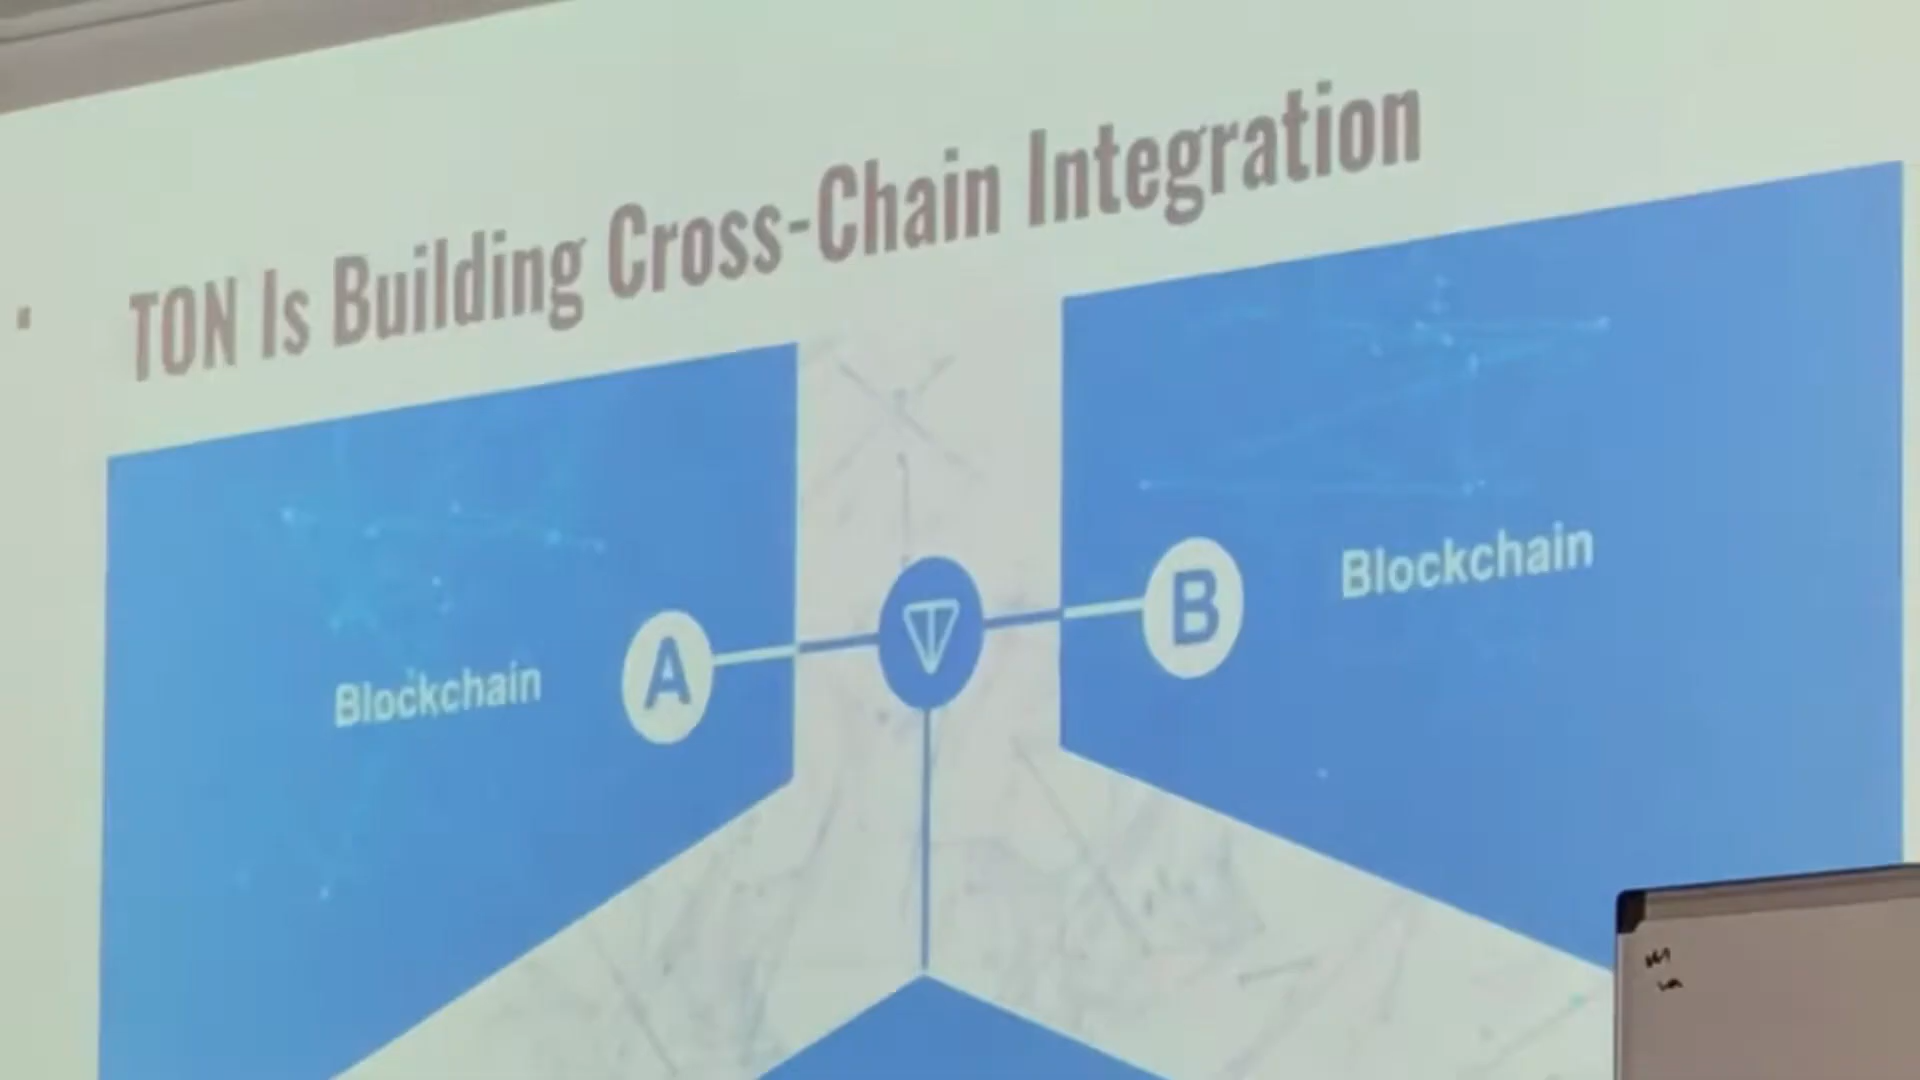 TON Is Building Cross-Chain Integration
Blockchain
A
B
Blockchain